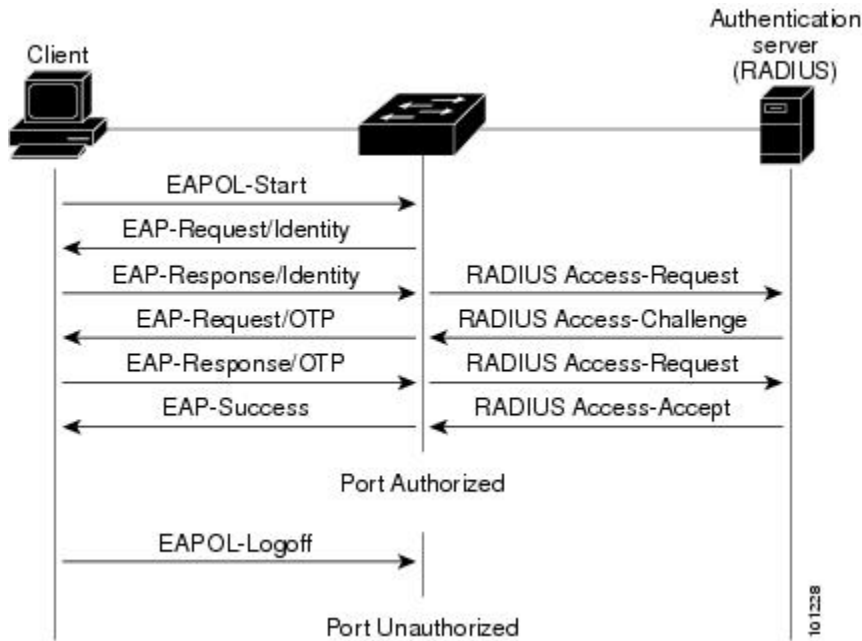 Client
Authentication
server
(RADIUS)
EAPOL-Start
EAP-Request/Identity
EAP-Response/Identity
RADIUS Access-Request
EAP-Request/OTP
RADIUS Access-Challenge
EAP-Response/OTP
RADIUS Access-Request
EAP-Success
RADIUS Access-Accept
Port Authorized
EAPOL-Logoff
Port Unauthorized
101228